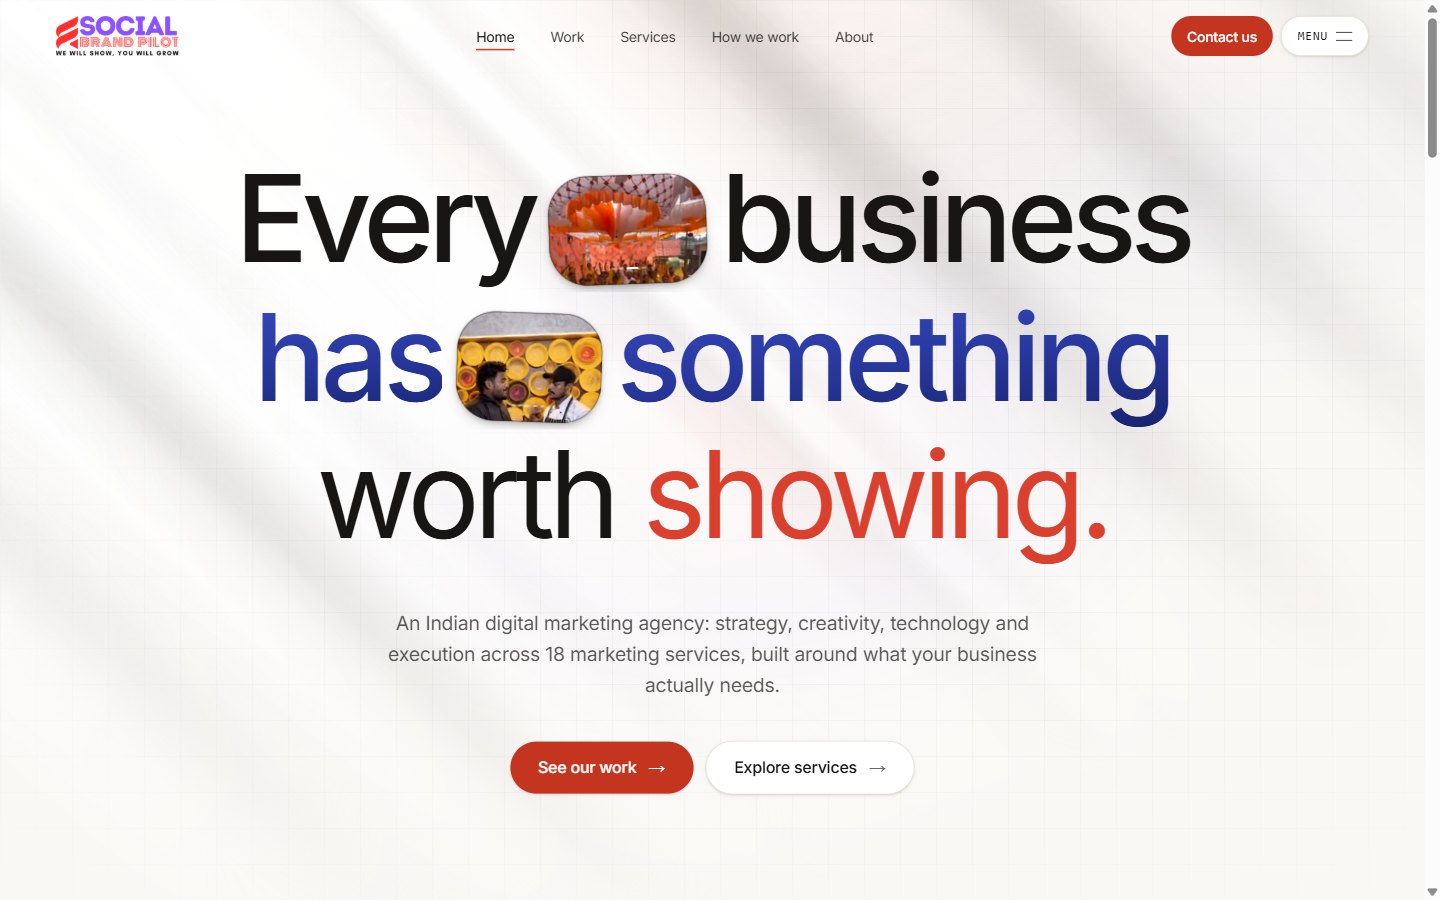 SOCIAL
BRAND PILOT
WE WILL SHOW, YOU WILL GROW
Home
Work
Services
How we work
About
Contact us
MENU
Every business
has something
worth showing.
An Indian digital marketing agency: strategy, creativity, technology and
execution across 18 marketing services, built around what your business
actually needs.
See our work →
Explore services →